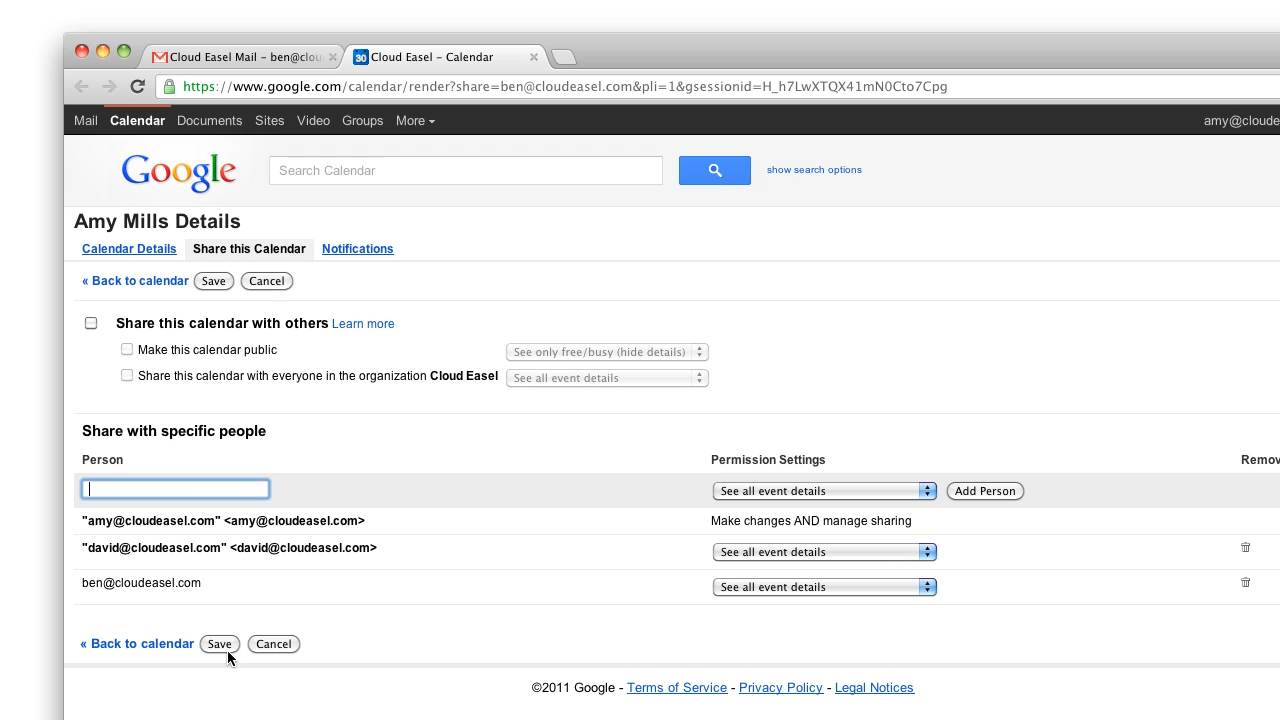 Cloud Easel Mail – ben@clou
30 Cloud Easel – Calendar
https://www.google.com/calendar/render?share=ben@cloudeasel.com&pli=1&gsessionid=H_h7LwXTQX41mN0Cto7Cpg
Mail Calendar Documents Sites Video Groups More amy@cloude
Google Search Calendar show search options
Amy Mills Details
Calendar Details Share this Calendar Notifications
« Back to calendar Save Cancel
Share this calendar with others Learn more
Make this calendar public See only free/busy (hide details)
Share this calendar with everyone in the organization Cloud Easel See all event details
Share with specific people
Person Permission Settings Remov
See all event details Add Person
"amy@cloudeasel.com" <amy@cloudeasel.com> Make changes AND manage sharing
"david@cloudeasel.com" <david@cloudeasel.com> See all event details
ben@cloudeasel.com See all event details
« Back to calendar Save Cancel
©2011 Google - Terms of Service - Privacy Policy - Legal Notices